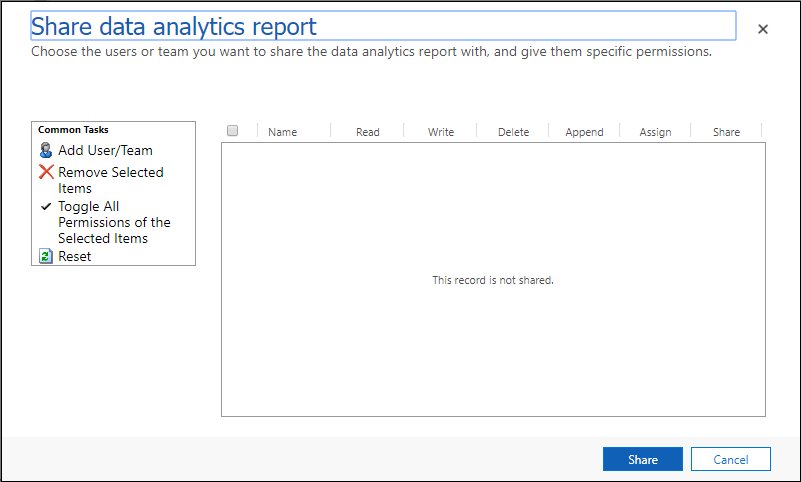 Share data analytics report
Choose the users or team you want to share the data analytics report with, and give them specific permissions.
Common Tasks
Add User/Team
Remove Selected
Items
Toggle All
Permissions of the
Selected Items
Reset
Name Read Write Delete Append Assign Share
This record is not shared.
Share Cancel